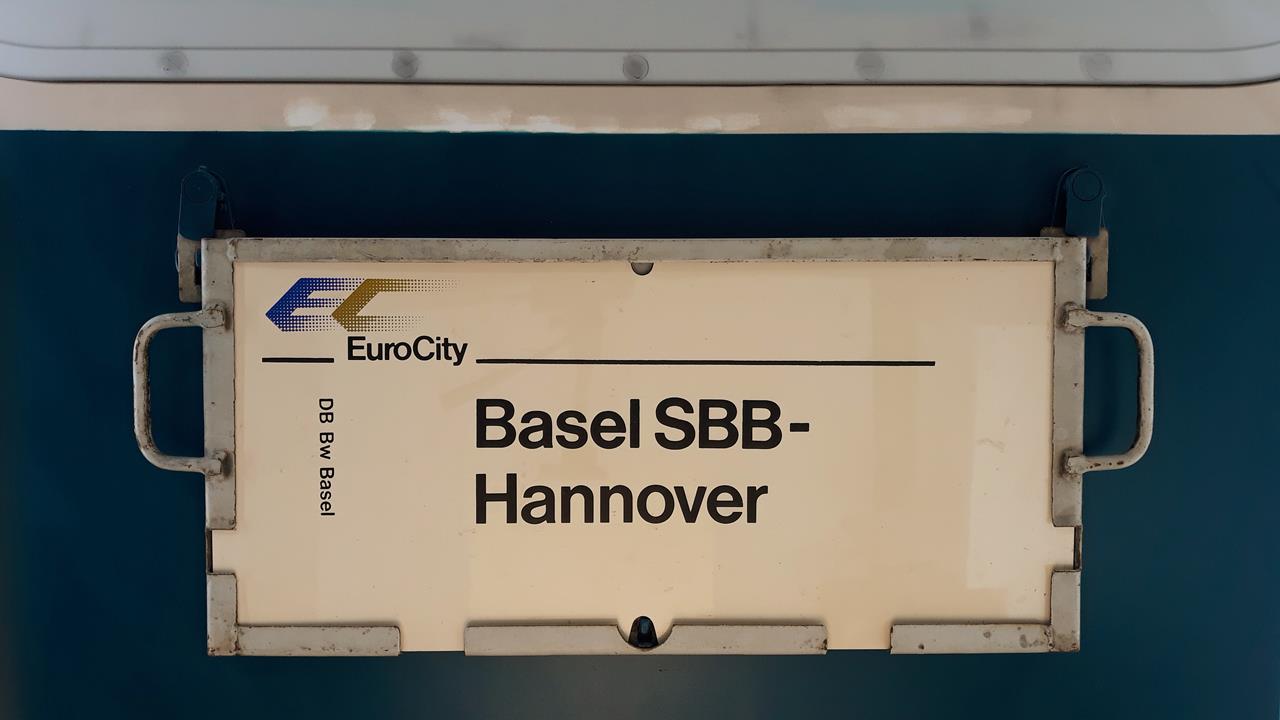 EC
EuroCity
DB Bw Basel
Basel SBB-
Hannover